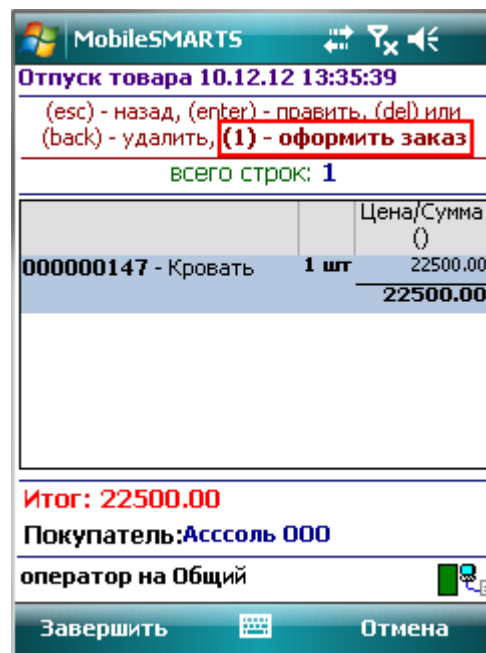 MobileSMARTS
Отпуск товара 10.12.12 13:35:39
(esc) - назад, (enter) - править, (del) или
(back) - удалить, (1) - оформить заказ
всего строк: 1
Цена/Сумма
()
000000147 - Кровать 1 шт 22500.00
22500.00
Итог: 22500.00
Покупатель:Асссоль ООО
оператор на Общий
Завершить Отмена